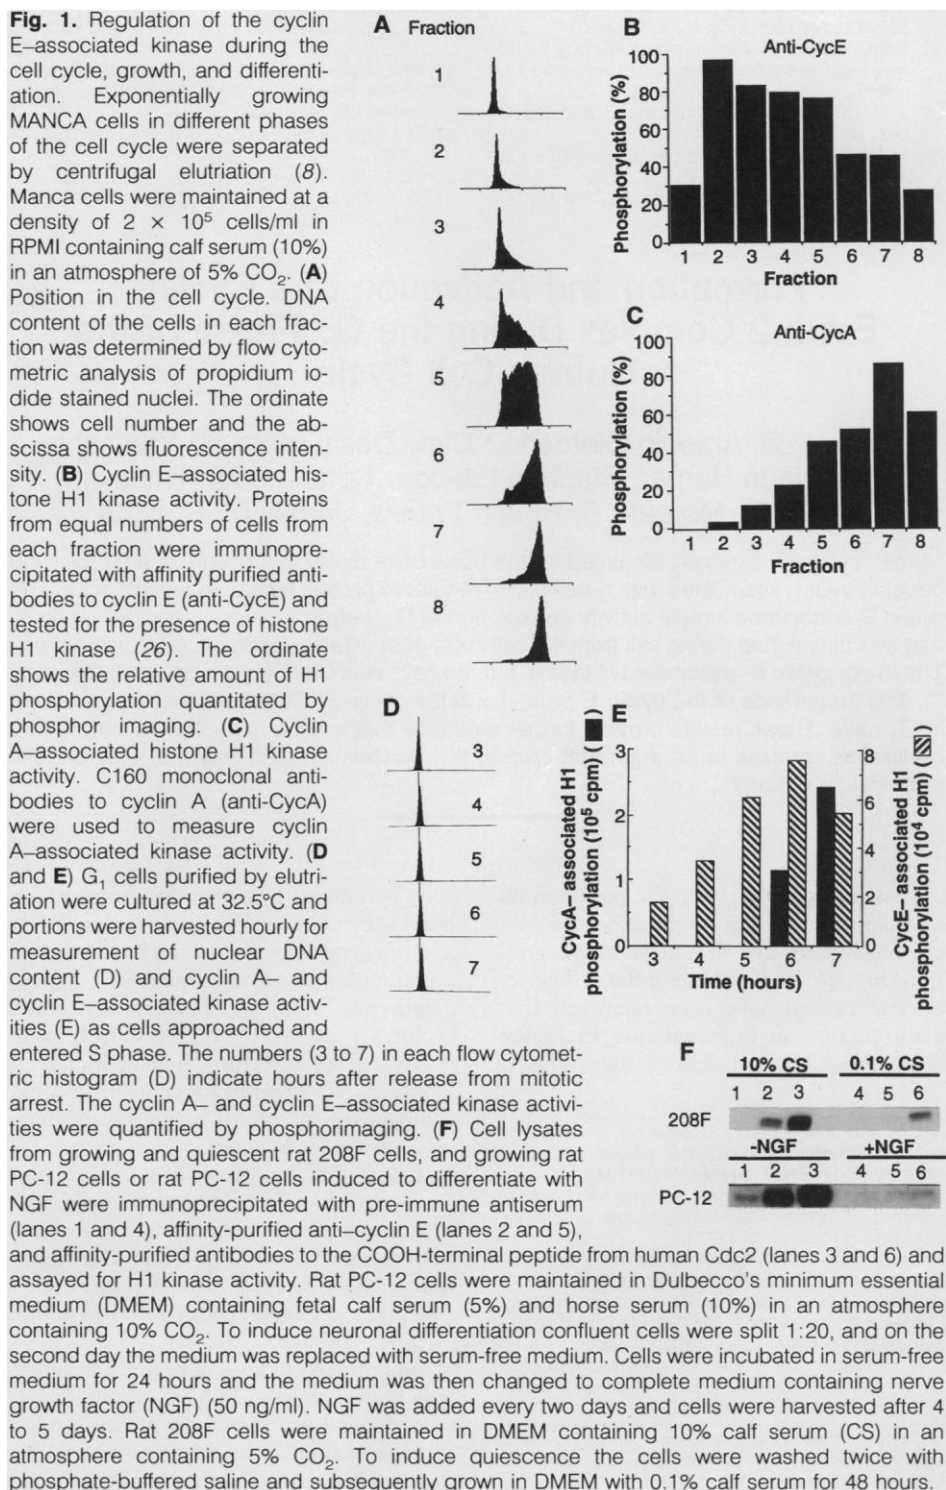 Fig. 1. Regulation of the cyclin
E–associated kinase during the
cell cycle, growth, and differenti-
ation. Exponentially growing
MANCA cells in different phases
of the cell cycle were separated
by centrifugal elutriation (8).
Manca cells were maintained at a
density of 2 × 10⁵ cells/ml in
RPMI containing calf serum (10%)
in an atmosphere of 5% CO₂. (A)
Position in the cell cycle. DNA
content of the cells in each frac-
tion was determined by flow cyto-
metric analysis of propidium io-
dide stained nuclei. The ordinate
shows cell number and the ab-
scissa shows fluorescence inten-
sity. (B) Cyclin E–associated his-
tone H1 kinase activity. Proteins
from equal numbers of cells from
each fraction were immunopre-
cipitated with affinity purified anti-
bodies to cyclin E (anti-CycE) and
tested for the presence of histone
H1 kinase (26). The ordinate
shows the relative amount of H1
phosphorylation quantitated by
phosphor imaging. (C) Cyclin
A–associated histone H1 kinase
activity. C160 monoclonal anti-
bodies to cyclin A (anti-CycA)
were used to measure cyclin
A–associated kinase activity. (D
and E) G₁ cells purified by elutri-
ation were cultured at 32.5°C and
portions were harvested hourly for
measurement of nuclear DNA
content (D) and cyclin A– and
cyclin E–associated kinase activ-
ities (E) as cells approached and
entered S phase. The numbers (3 to 7) in each flow cytomet-
ric histogram (D) indicate hours after release from mitotic
arrest. The cyclin A– and cyclin E–associated kinase activi-
ties were quantified by phosphorimaging. (F) Cell lysates
from growing and quiescent rat 208F cells, and growing rat
PC-12 cells or rat PC-12 cells induced to differentiate with
NGF were immunoprecipitated with pre-immune antiserum
(lanes 1 and 4), affinity-purified anti–cyclin E (lanes 2 and 5),
and affinity-purified antibodies to the COOH-terminal peptide from human Cdc2 (lanes 3 and 6) and
assayed for H1 kinase activity. Rat PC-12 cells were maintained in Dulbecco's minimum essential
medium (DMEM) containing fetal calf serum (5%) and horse serum (10%) in an atmosphere
containing 10% CO₂. To induce neuronal differentiation confluent cells were split 1:20, and on the
second day the medium was replaced with serum-free medium. Cells were incubated in serum-free
medium for 24 hours and the medium was then changed to complete medium containing nerve
growth factor (NGF) (50 ng/ml). NGF was added every two days and cells were harvested after 4
to 5 days. Rat 208F cells were maintained in DMEM containing 10% calf serum (CS) in an
atmosphere containing 5% CO₂. To induce quiescence the cells were washed twice with
phosphate-buffered saline and subsequently grown in DMEM with 0.1% calf serum for 48 hours.
A Fraction
1
2
3
4
5
6
7
8
B
Anti-CycE
Phosphorylation (%)
100
80
60
40
20
0
1 2 3 4 5 6 7 8
Fraction
C
Anti-CycA
Phosphorylation (%)
100
80
60
40
20
0
1 2 3 4 5 6 7 8
Fraction
D
3
4
5
6
7
E
CycA– associated H1
phosphorylation (10⁵ cpm) ( )
3
2
1
0
3 4 5 6 7
Time (hours)
8
6
4
2
0
CycE– associated H1
phosphorylation (10⁴ cpm) ( )
F
10% CS 0.1% CS
1 2 3 4 5 6
208F
-NGF +NGF
1 2 3 4 5 6
PC-12